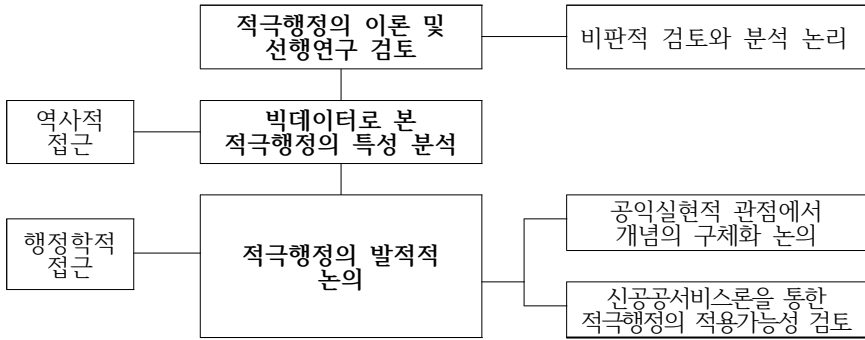 적극행정의 이론 및
선행연구 검토
비판적 검토와 분석 논리
역사적
접근
빅데이터로 본
적극행정의 특성 분석
행정학적
접근
적극행정의 발적적
논의
공익실현적 관점에서
개념의 구체화 논의
신공공서비스론을 통한
적극행정의 적용가능성 검토